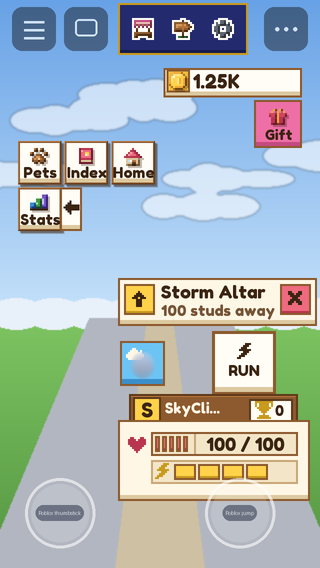 1.25K
Gift
Pets
Index
Home
Stats
Storm Altar
100 studs away
RUN
S
SkyCli...
0
100 / 100
Roblox thumbstick
Roblox jump